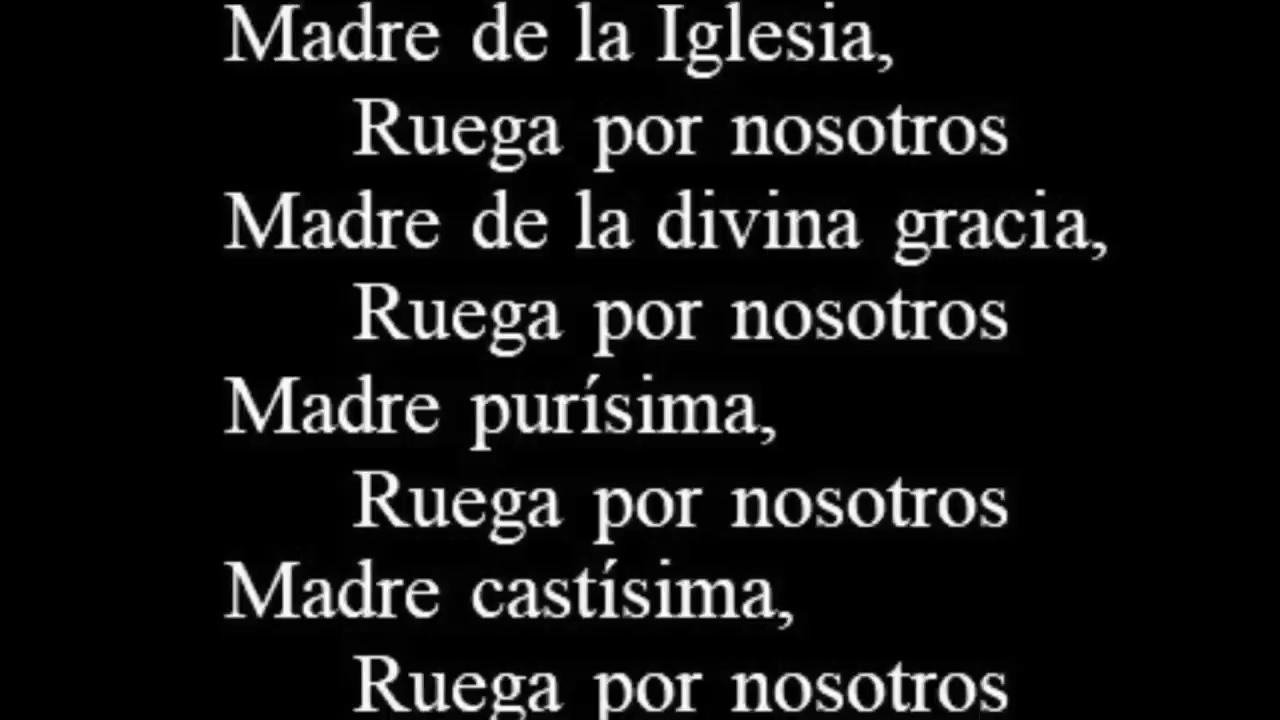 Madre de la Iglesia,
Ruega por nosotros
Madre de la divina gracia,
Ruega por nosotros
Madre purísima,
Ruega por nosotros
Madre castísima,
Ruega por nosotros